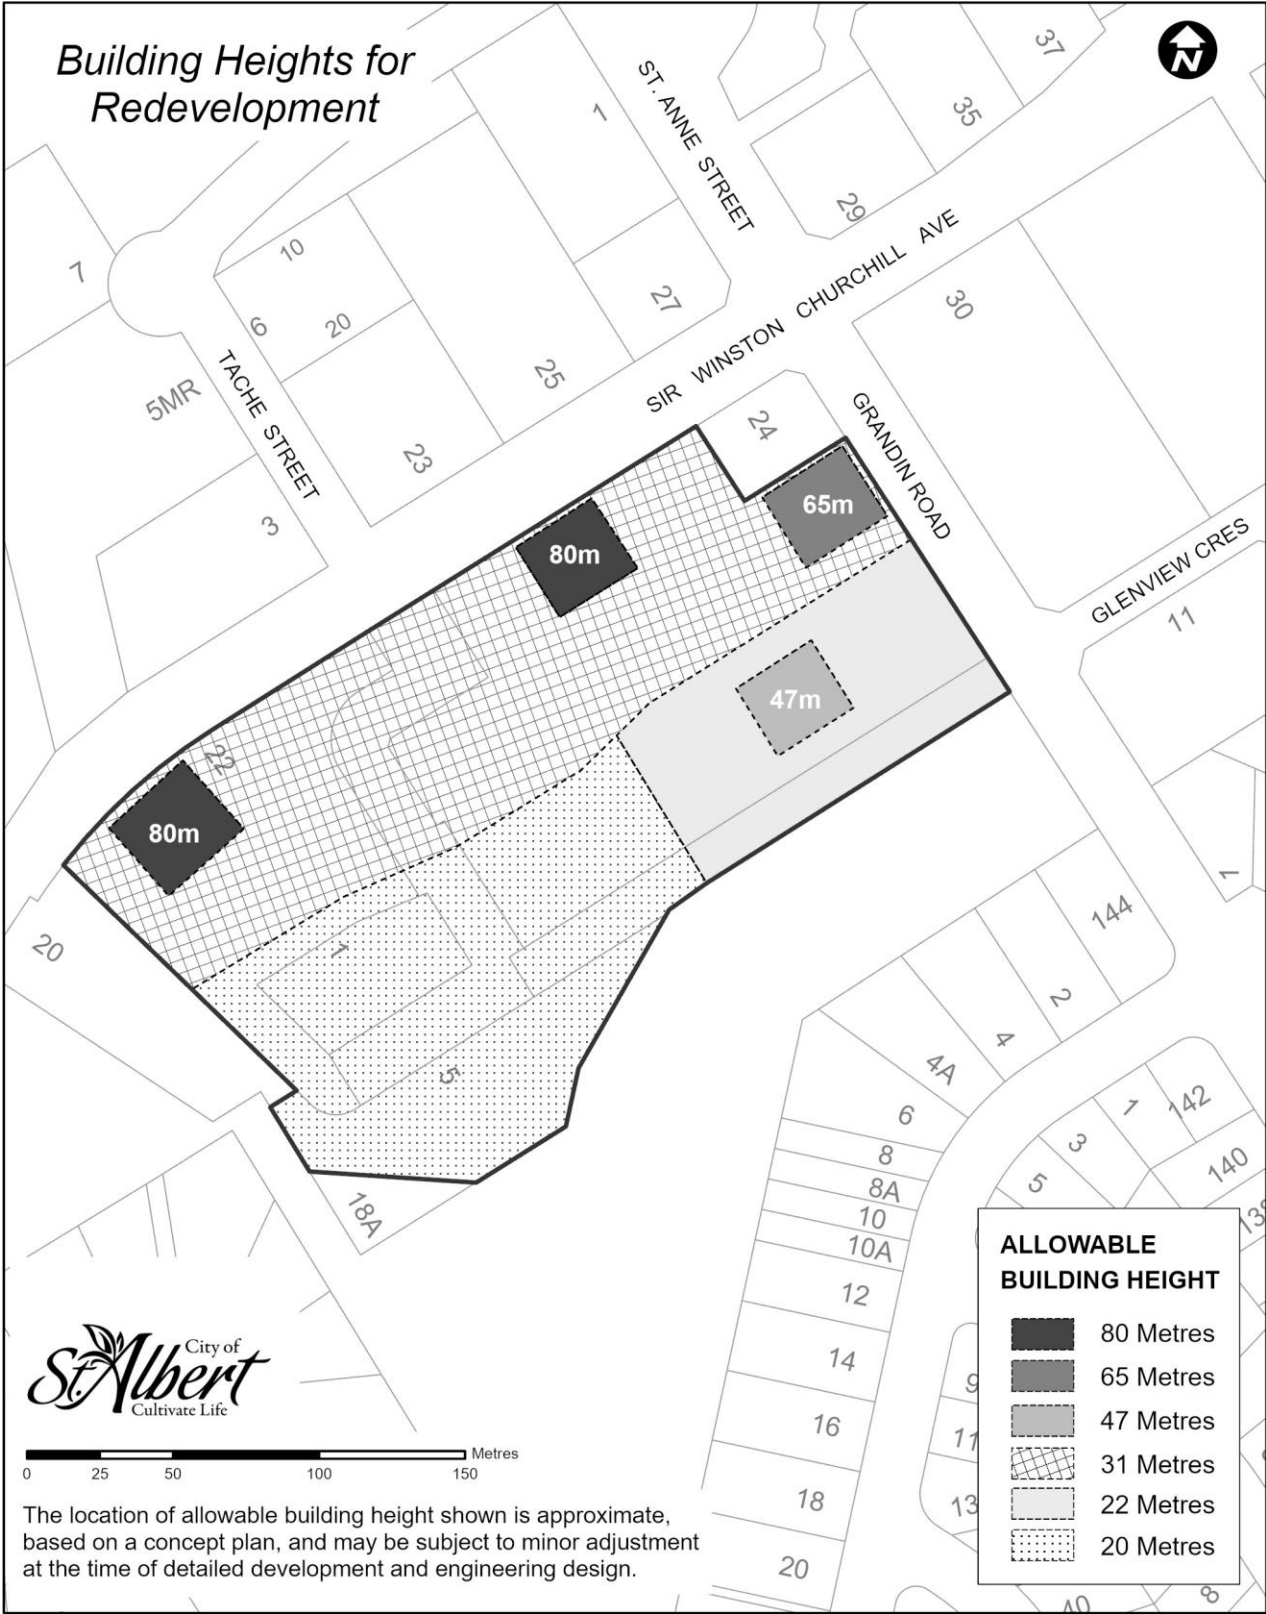 Building Heights for
Redevelopment
N
37
35
1
ST. ANNE STREET
29
7
10
6
20
27
30
SIR WINSTON CHURCHILL AVE
5MR
TACHE STREET
25
23
24
GRANDIN ROAD
3
65m
80m
GLENVIEW CRES
11
47m
22
80m
1
144
20
1
2
4
4A
5
6
1
142
3
8
140
8A
5
10
18A
10A
12
14
16
18
20
9
11
13
138
40
8
ALLOWABLE
BUILDING HEIGHT
80 Metres
65 Metres
47 Metres
31 Metres
22 Metres
20 Metres
City of
St. Albert
Cultivate Life
Metres
0 25 50 100 150
The location of allowable building height shown is approximate,
based on a concept plan, and may be subject to minor adjustment
at the time of detailed development and engineering design.